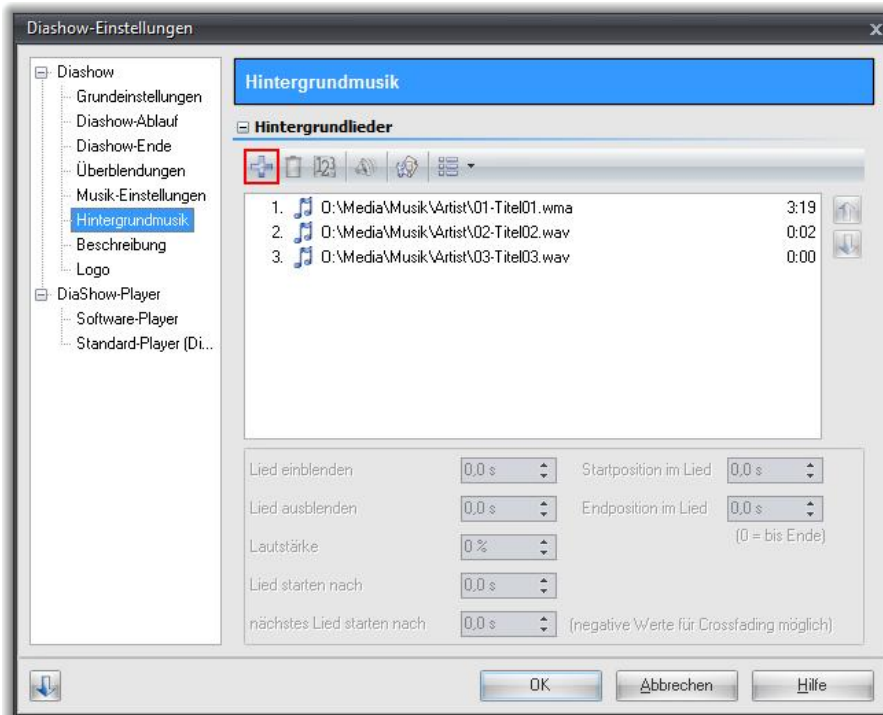 Diashow-Einstellungen
x
Diashow
Grundeinstellungen
Diashow-Ablauf
Diashow-Ende
Überblendungen
Musik-Einstellungen
Hintergrundmusik
Beschreibung
Logo
DiaShow-Player
Software-Player
Standard-Player (Di...
Hintergrundmusik
Hintergrundlieder
123
1. O:\Media\Musik\Artist\01-Titel01.wma 3:19
2. O:\Media\Musik\Artist\02-Titel02.wav 0:02
3. O:\Media\Musik\Artist\03-Titel03.wav 0:00
Lied einblenden 0,0 s Startposition im Lied 0,0 s
Lied ausblenden 0,0 s Endposition im Lied 0,0 s
(0 = bis Ende)
Lautstärke 0 %
Lied starten nach 0,0 s
nächstes Lied starten nach 0,0 s (negative Werte für Crossfading möglich)
OK Abbrechen Hilfe